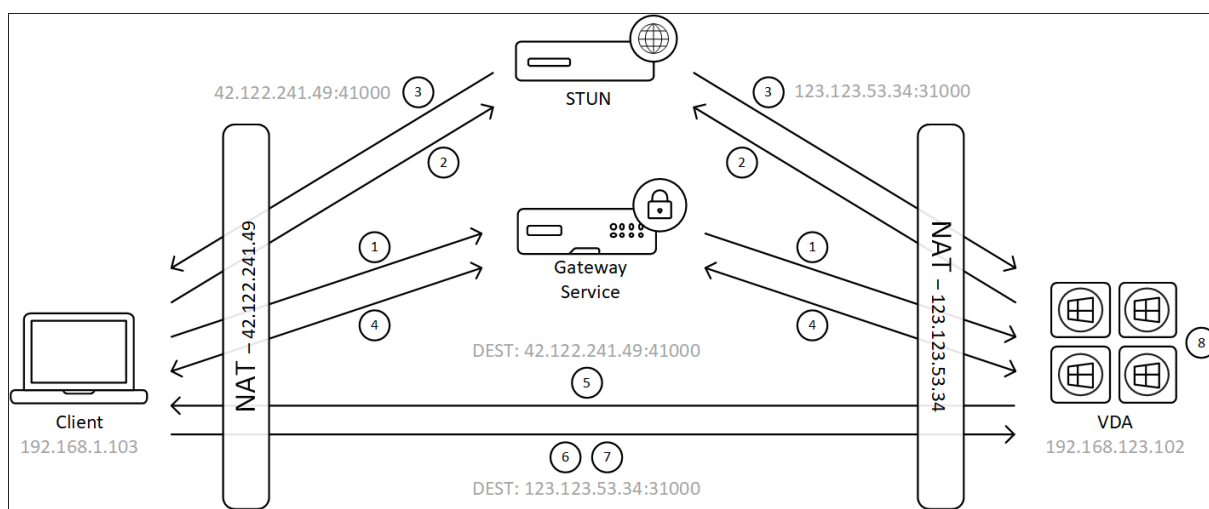 42.122.241.49:41000
3
STUN
3
123.123.53.34:31000
2
2
NAT – 42.122.241.49
NAT – 123.123.53.34
1
Gateway
Service
1
4
4
DEST: 42.122.241.49:41000
5
8
Client
192.168.1.103
VDA
192.168.123.102
6
7
DEST: 123.123.53.34:31000